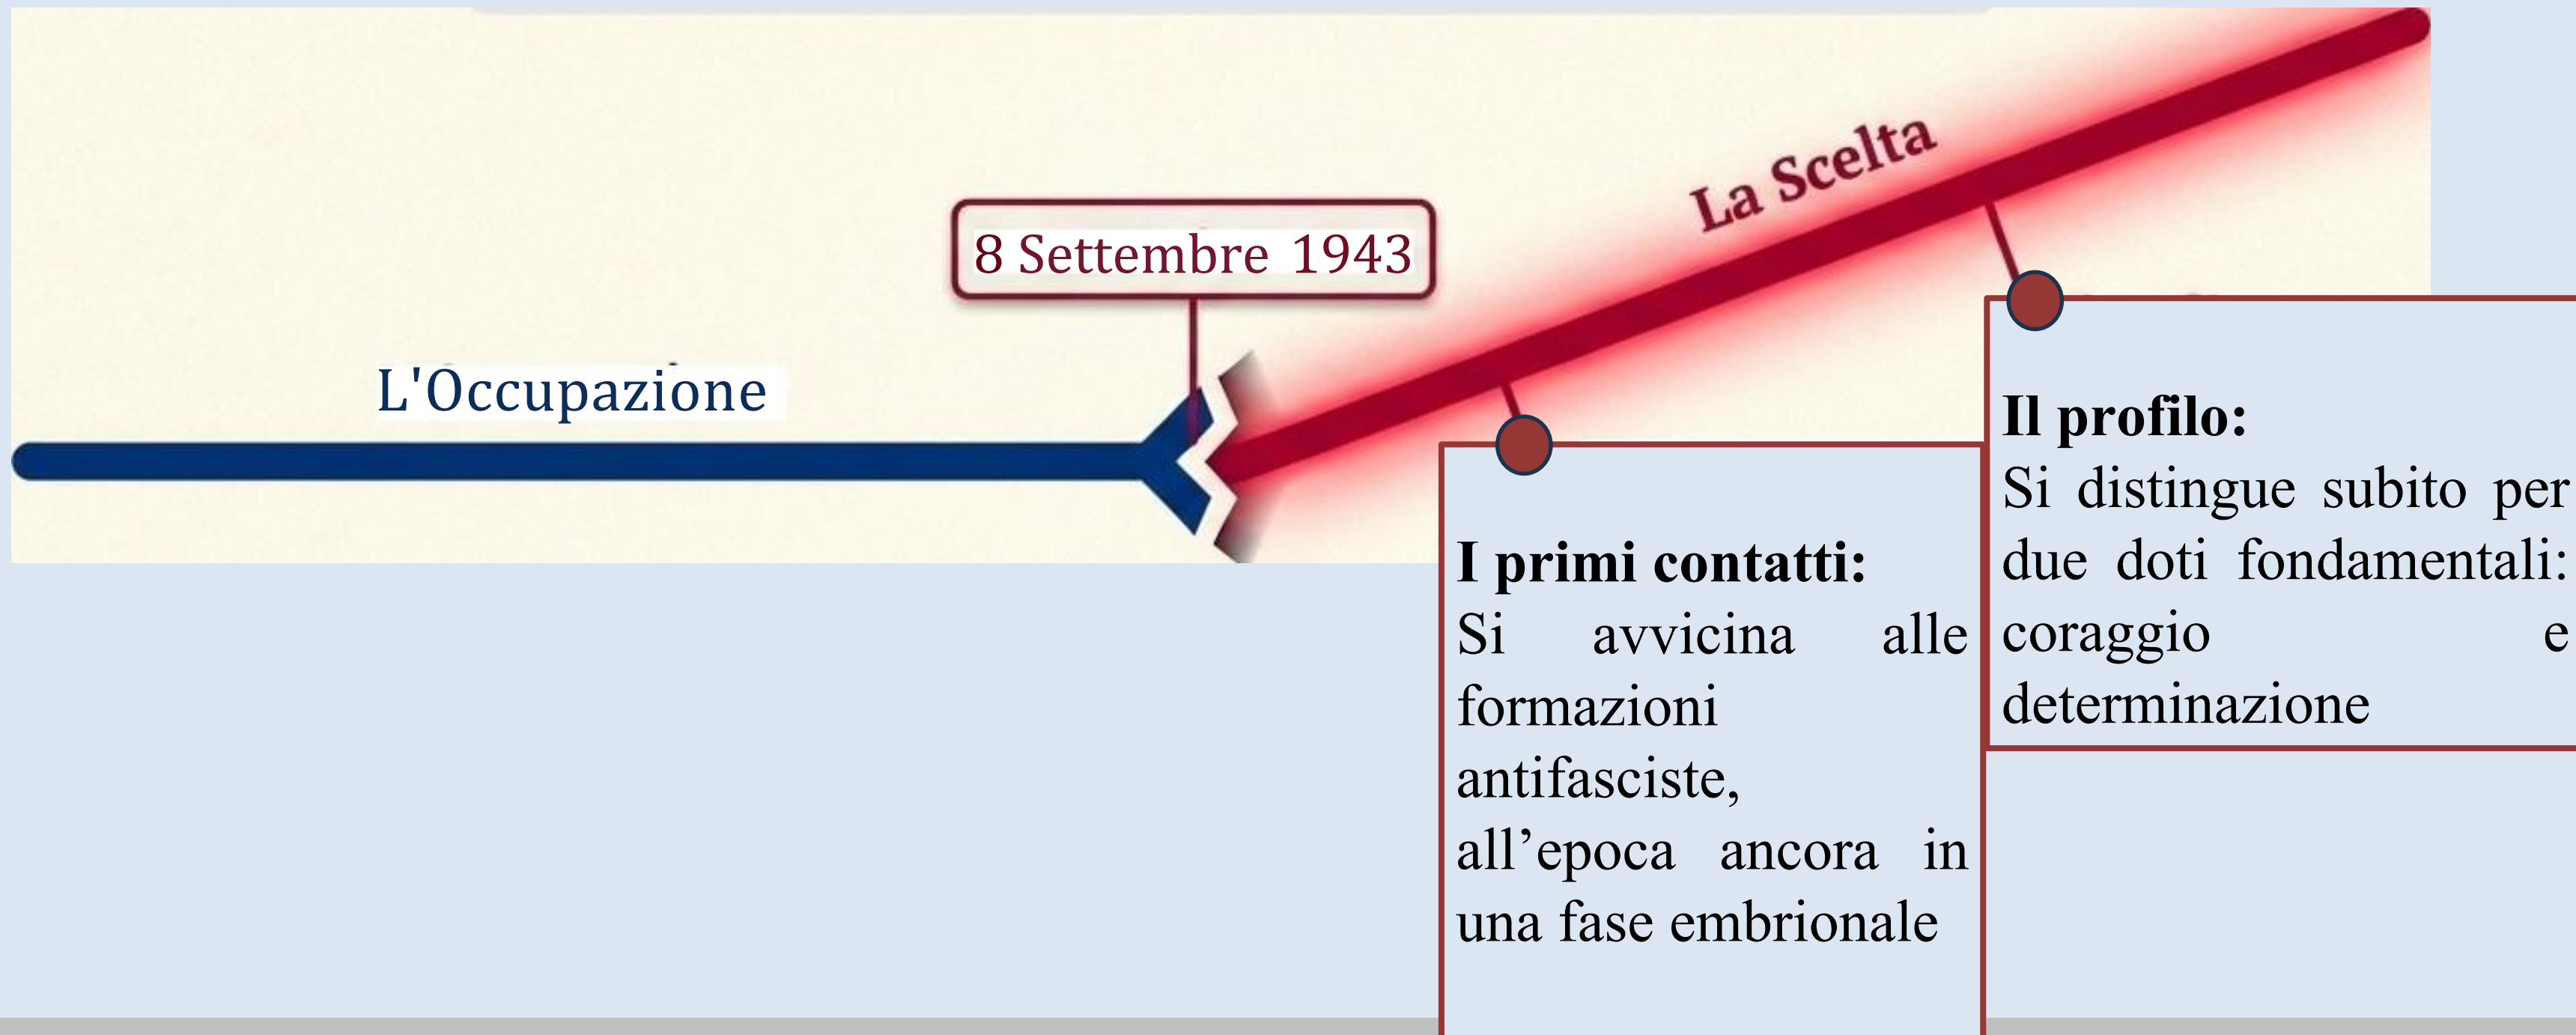 La Scelta
8 Settembre 1943
L'Occupazione
I primi contatti:
Si avvicina alle
formazioni
antifasciste,
all’epoca ancora in
una fase embrionale
Il profilo:
Si distingue subito per
due doti fondamentali:
coraggio e
determinazione